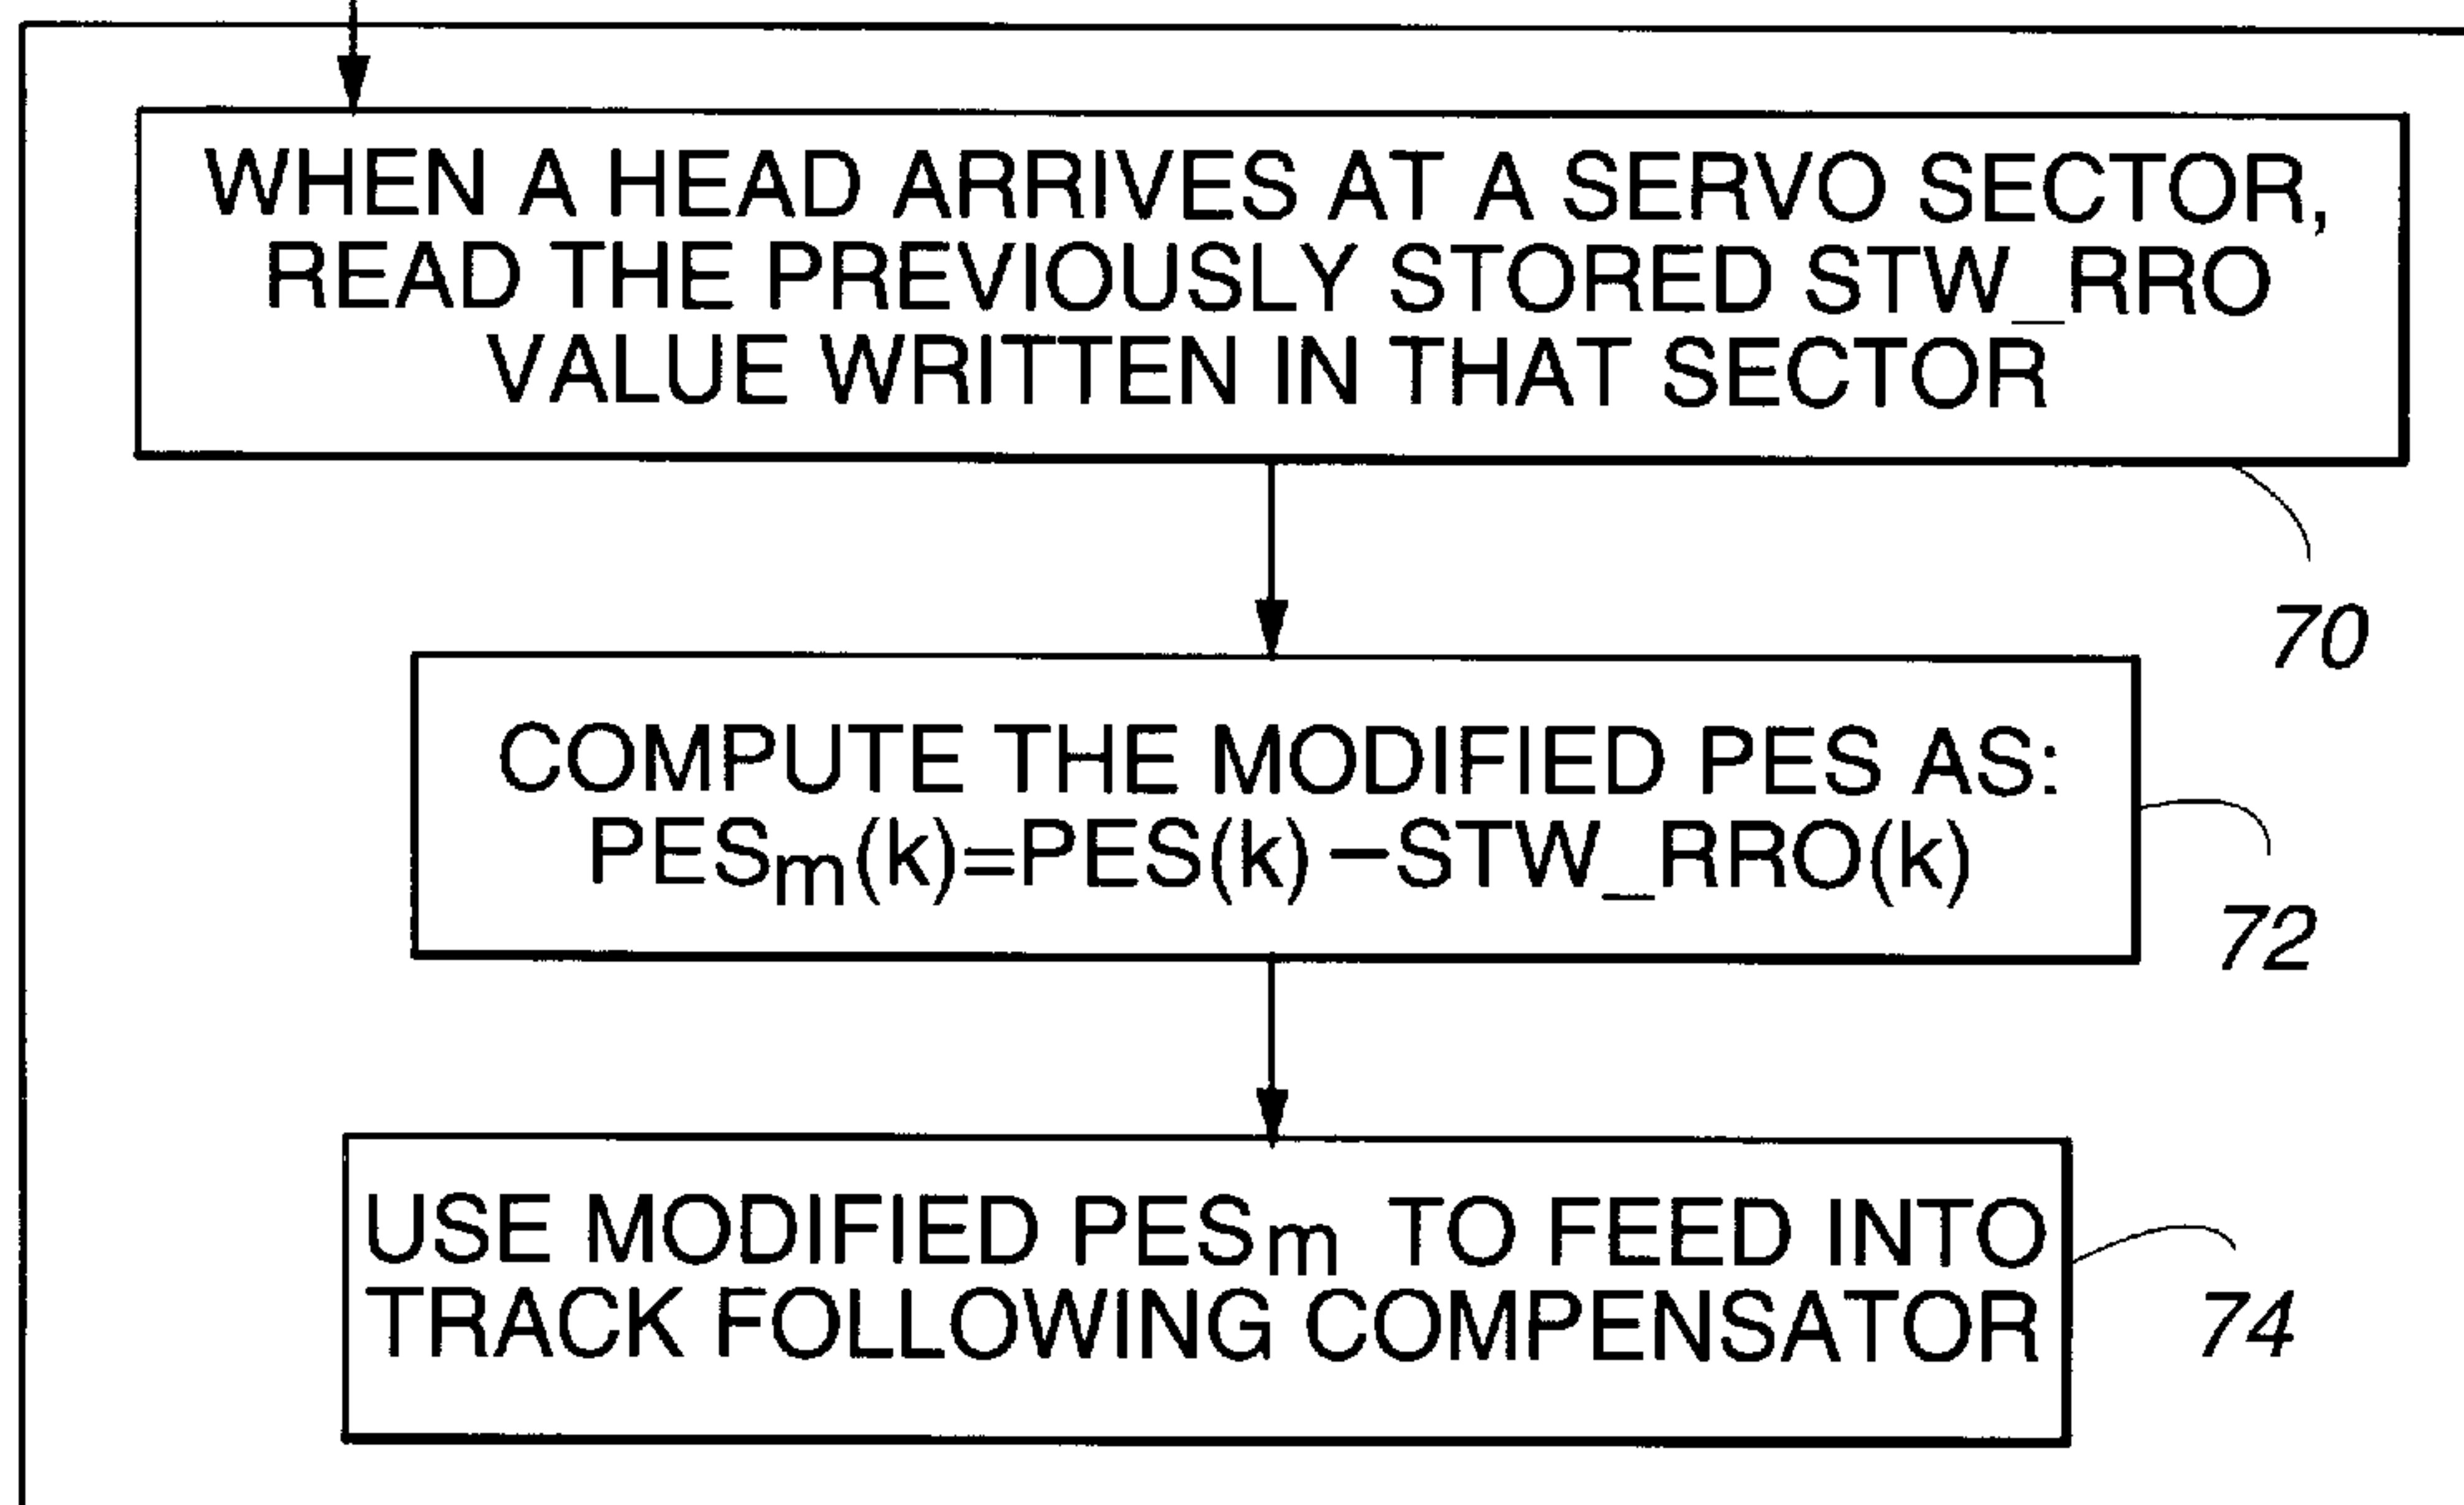 WHEN A HEAD ARRIVES AT A SERVO SECTOR,
READ THE PREVIOUSLY STORED STW_RRO
VALUE WRITTEN IN THAT SECTOR
70
COMPUTE THE MODIFIED PES AS:
PESm(k)=PES(k)−STW_RRO(k)
72
USE MODIFIED PESm TO FEED INTO
TRACK FOLLOWING COMPENSATOR
74